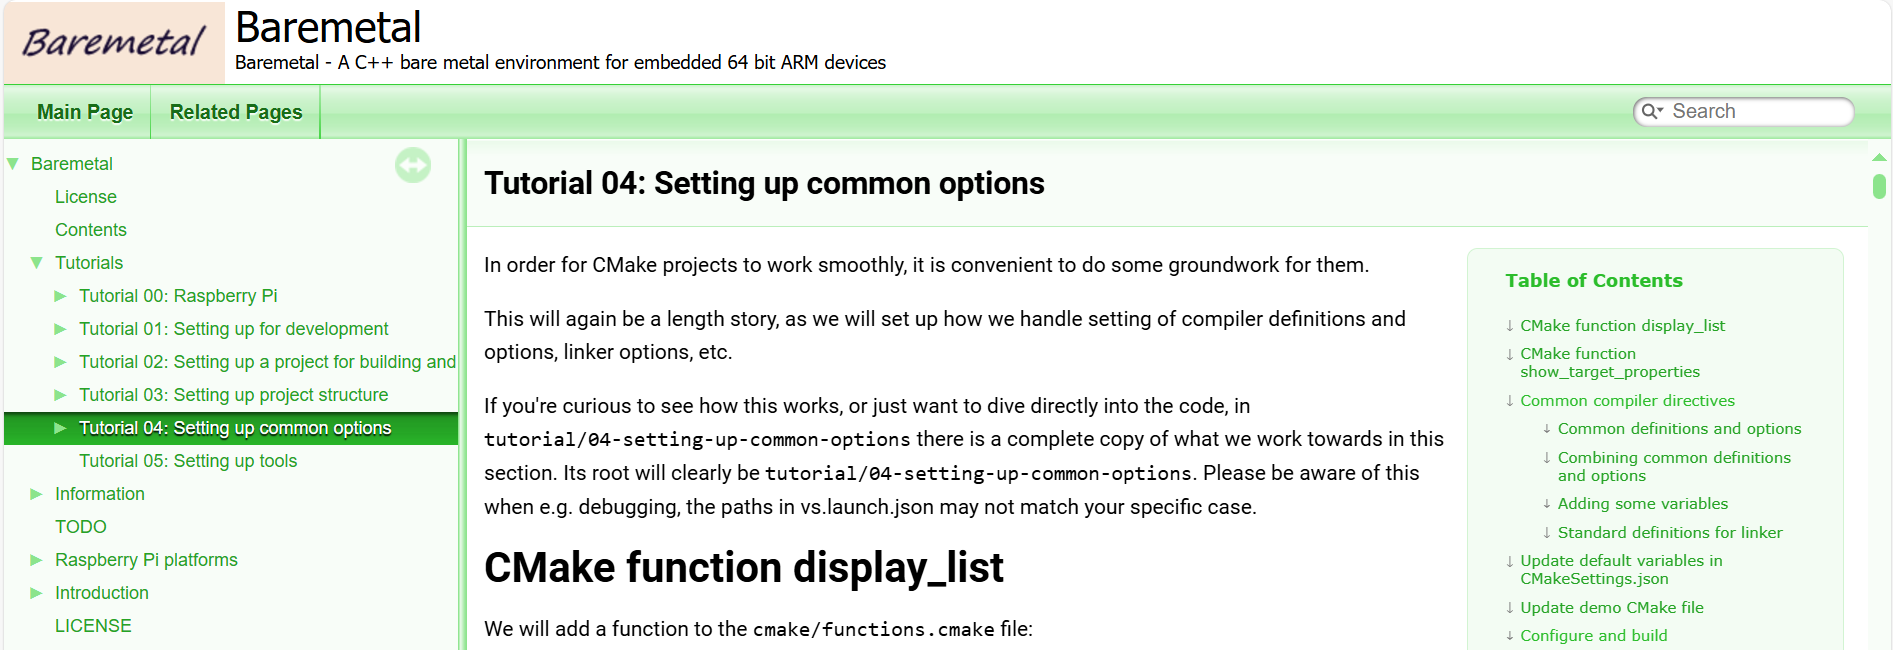 Baremetal
Baremetal
Baremetal - A C++ bare metal environment for embedded 64 bit ARM devices
Main Page
Related Pages
Search
Baremetal
License
Contents
Tutorials
Tutorial 00: Raspberry Pi
Tutorial 01: Setting up for development
Tutorial 02: Setting up a project for building and
Tutorial 03: Setting up project structure
Tutorial 04: Setting up common options
Tutorial 05: Setting up tools
Information
TODO
Raspberry Pi platforms
Introduction
LICENSE
Tutorial 04: Setting up common options
In order for CMake projects to work smoothly, it is convenient to do some groundwork for them.
This will again be a length story, as we will set up how we handle setting of compiler definitions and
options, linker options, etc.
If you're curious to see how this works, or just want to dive directly into the code, in
tutorial/04-setting-up-common-options there is a complete copy of what we work towards in this
section. Its root will clearly be tutorial/04-setting-up-common-options. Please be aware of this
when e.g. debugging, the paths in vs.launch.json may not match your specific case.
CMake function display_list
We will add a function to the cmake/functions.cmake file:
Table of Contents
↓ CMake function display_list
↓ CMake function
show_target_properties
↓ Common compiler directives
↓ Common definitions and options
↓ Combining common definitions
and options
↓ Adding some variables
↓ Standard definitions for linker
↓ Update default variables in
CMakeSettings.json
↓ Update demo CMake file
↓ Configure and build